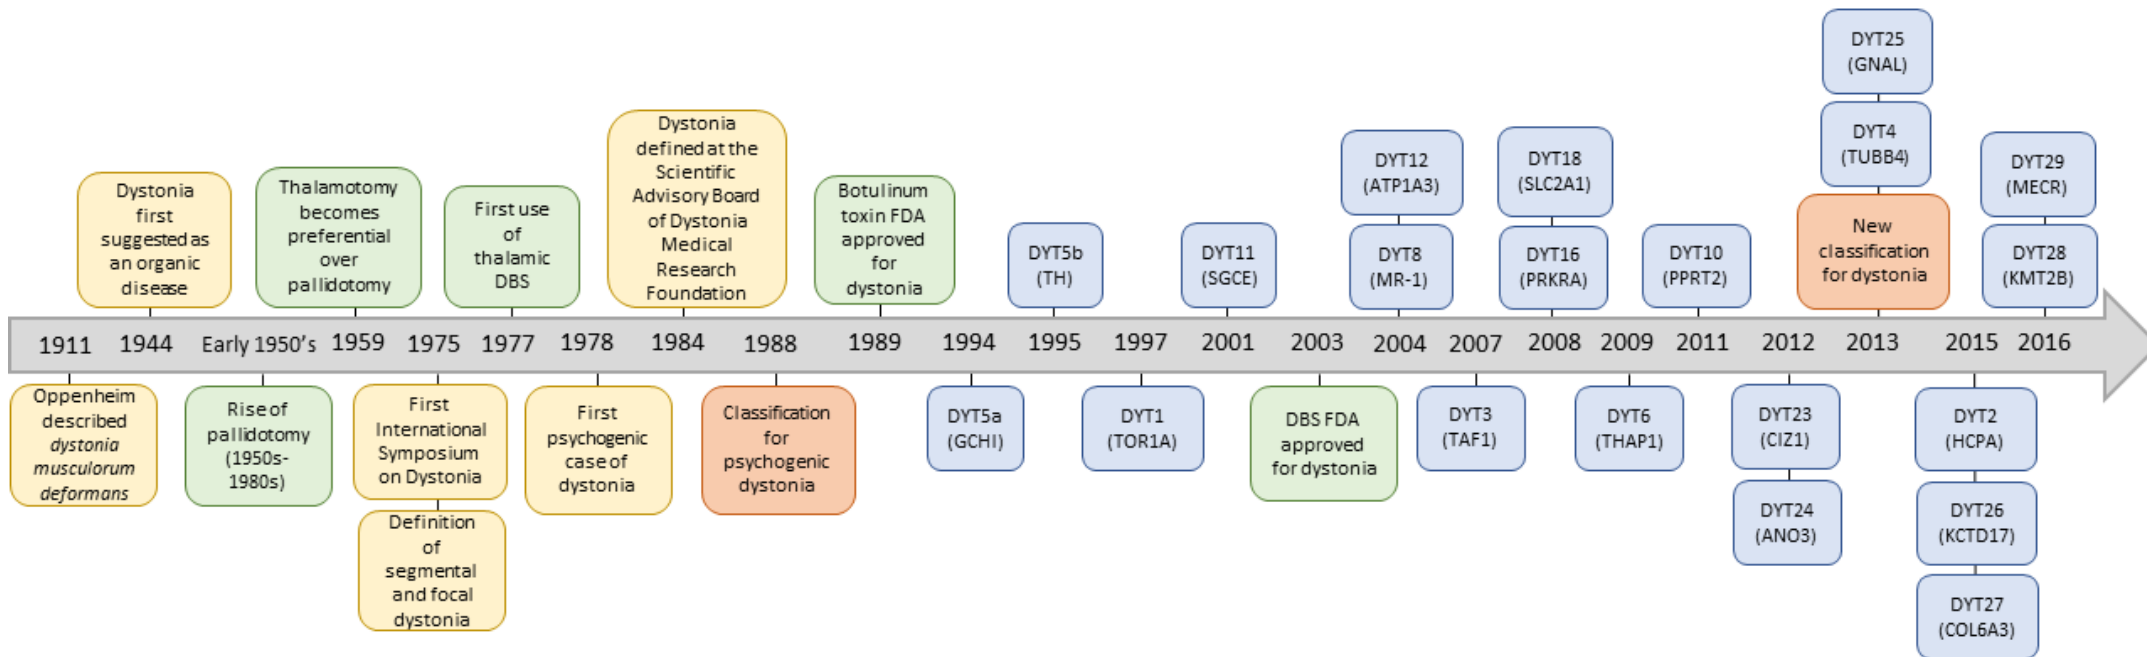 DYT25
(GNAL)
DYT4
(TUBB4)
New
classification
for dystonia
Dystonia
first
suggested as
an organic
disease
Thalamotomy
becomes
preferential
over
pallidotomy
First use
of
thalamic
DBS
Dystonia
defined at the
Scientific
Advisory Board
of Dystonia
Medical
Research
Foundation
Botulinum
toxin FDA
approved
for
dystonia
DYT5b
(TH)
DYT11
(SGCE)
DYT12
(ATP1A3)
DYT8
(MR-1)
DYT18
(SLC2A1)
DYT16
(PRKRA)
DYT10
(PPRT2)
DYT29
(MECR)
DYT28
(KMT2B)
1911 1944 Early 1950's 1959 1975 1977 1978 1984 1988 1989 1994 1995 1997 2001 2003 2004 2007 2008 2009 2011 2012 2013 2015 2016
Oppenheim
described
dystonia
musculorum
deformans
Rise of
pallidotomy
(1950s-
1980s)
First
International
Symposium
on Dystonia
Definition
of
segmental
and focal
dystonia
First
psychogenic
case of
dystonia
Classification
for
psychogenic
dystonia
DYT5a
(GCHI)
DYT1
(TOR1A)
DBS FDA
approved
for dystonia
DYT3
(TAF1)
DYT6
(THAP1)
DYT23
(CIZ1)
DYT24
(ANO3)
DYT2
(HCPA)
DYT26
(KCTD17)
DYT27
(COL6A3)